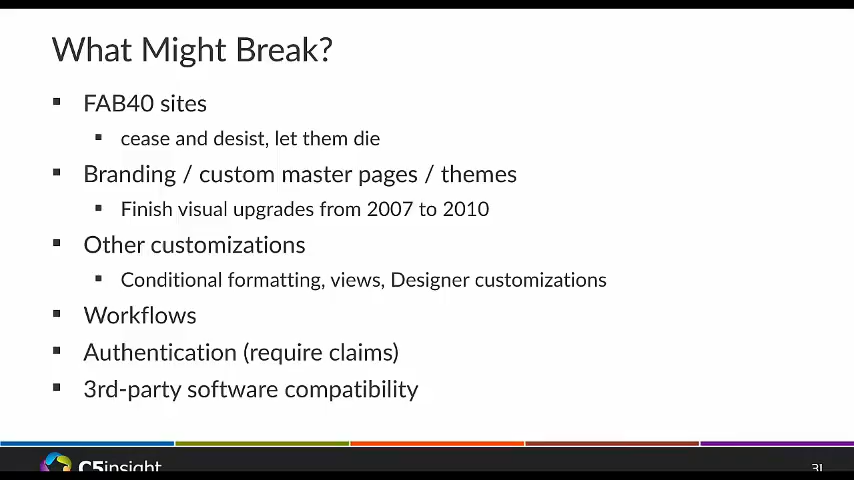 What Might Break?
FAB40 sites
cease and desist, let them die
Branding / custom master pages / themes
Finish visual upgrades from 2007 to 2010
Other customizations
Conditional formatting, views, Designer customizations
Workflows
Authentication (require claims)
3rd-party software compatibility
C5insight
31